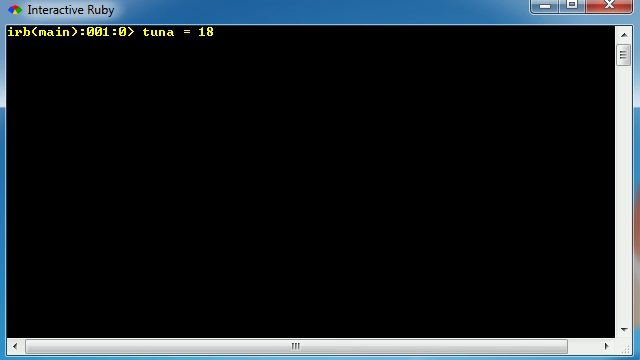 Interactive Ruby
irb(main):001:0> tuna = 18